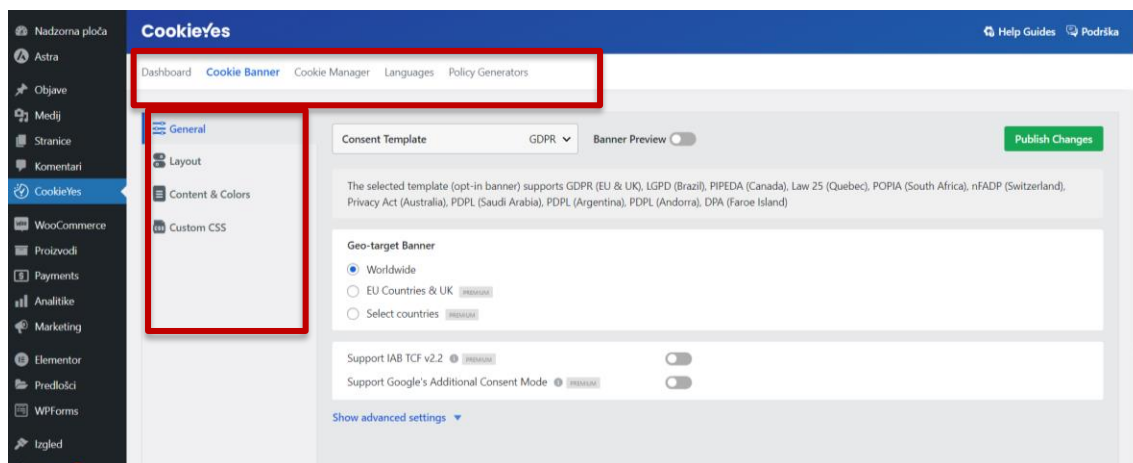 Nadzorna ploča
Astra
Objave
Medij
Stranice
Komentari
CookieYes
WooCommerce
Proizvodi
Payments
Analitike
Marketing
Elementor
Predlošci
WPForms
Izgled
CookieYes
Help Guides Podrška
Dashboard Cookie Banner Cookie Manager Languages Policy Generators
General
Layout
Content & Colors
Custom CSS
Consent Template GDPR Banner Preview Publish Changes
The selected template (opt-in banner) supports GDPR (EU & UK), LGPD (Brazil), PIPEDA (Canada), Law 25 (Quebec), POPIA (South Africa), nFADP (Switzerland),
Privacy Act (Australia), PDPL (Saudi Arabia), PDPL (Argentina), PDPL (Andorra), DPA (Faroe Island)
Geo-target Banner
Worldwide
EU Countries & UK PREMIUM
Select countries PREMIUM
Support IAB TCF v2.2 PREMIUM
Support Google's Additional Consent Mode PREMIUM
Show advanced settings